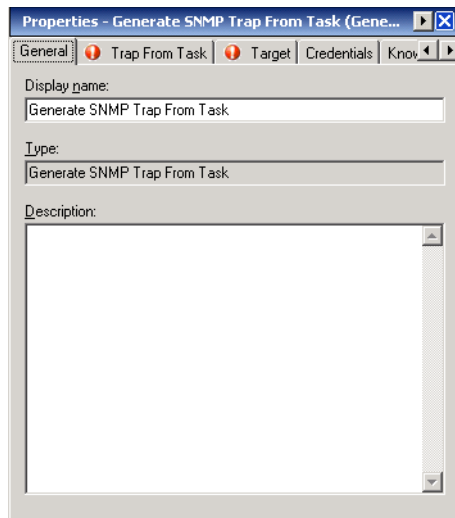 Properties - Generate SNMP Trap From Task (Gene...
General Trap From Task Target Credentials Know
Display name:
Generate SNMP Trap From Task
Type:
Generate SNMP Trap From Task
Description: